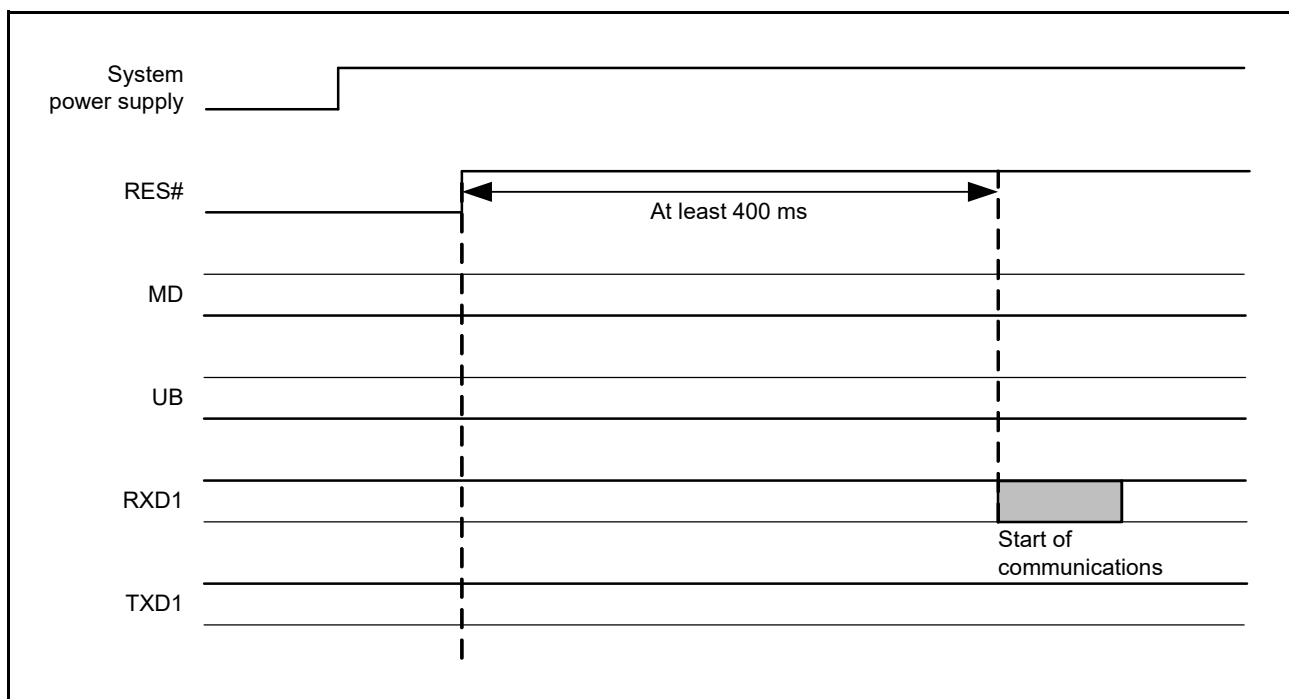 System
power supply
RES#
At least 400 ms
MD
UB
RXD1
Start of
communications
TXD1